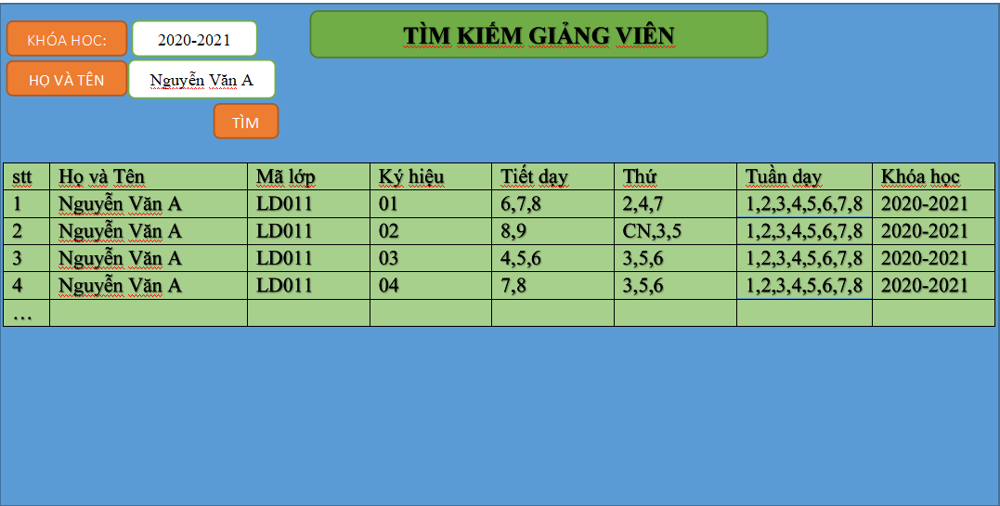 KHÓA HOC: 2020-2021 TÌM KIẾM GIẢNG VIÊN
HỌ VÀ TÊN Nguyễn Văn A
TÌM
stt Họ và Tên Mã lớp Ký hiệu Tiết dạy Thứ Tuần dạy Khóa học
1 Nguyễn Văn A LD011 01 6,7,8 2,4,7 1,2,3,4,5,6,7,8 2020-2021
2 Nguyễn Văn A LD011 02 8,9 CN,3,5 1,2,3,4,5,6,7,8 2020-2021
3 Nguyễn Văn A LD011 03 4,5,6 3,5,6 1,2,3,4,5,6,7,8 2020-2021
4 Nguyễn Văn A LD011 04 7,8 3,5,6 1,2,3,4,5,6,7,8 2020-2021
…